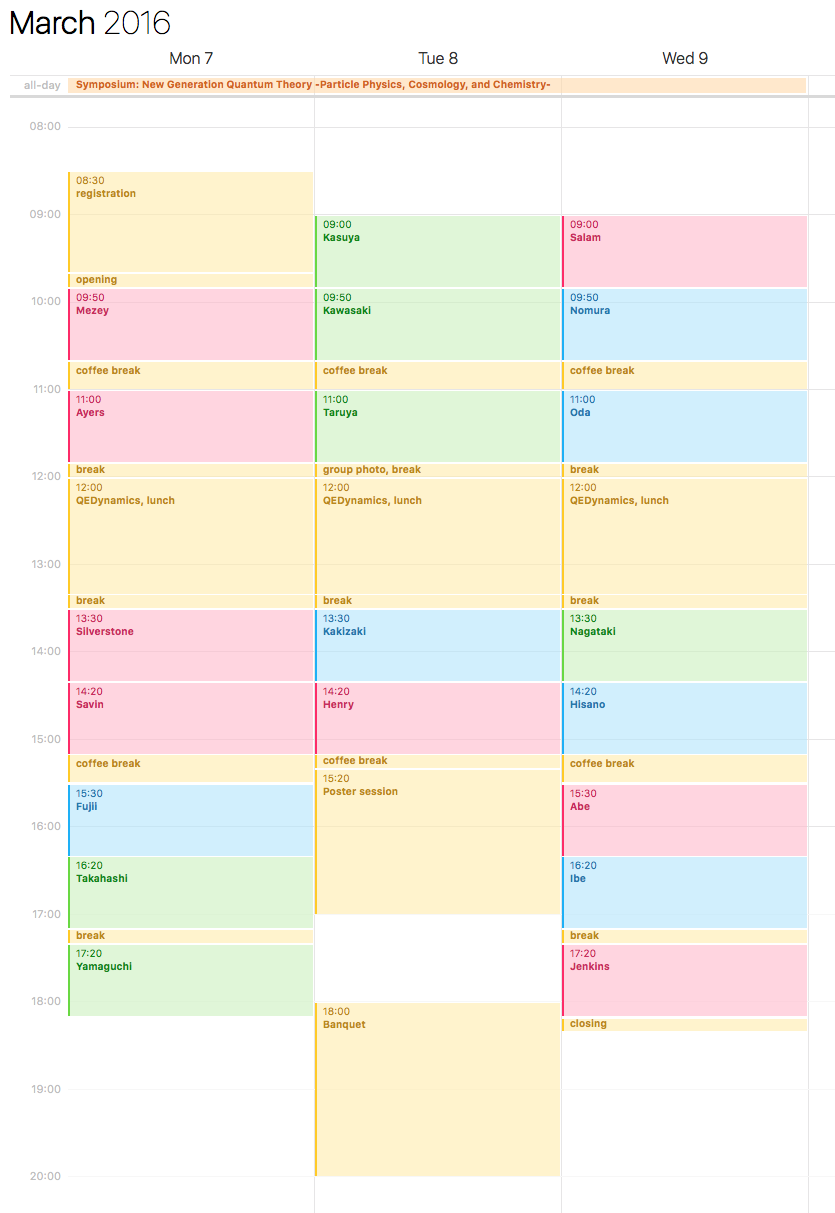 March 2016
Mon 7
Tue 8
Wed 9
all-day
Symposium: New Generation Quantum Theory -Particle Physics, Cosmology, and Chemistry-
08:00
09:00
10:00
11:00
12:00
13:00
14:00
15:00
16:00
17:00
18:00
19:00
20:00
08:30
registration
opening
09:50
Mezey
coffee break
11:00
Ayers
break
12:00
QEDynamics, lunch
break
13:30
Silverstone
14:20
Savin
coffee break
15:30
Fujii
16:20
Takahashi
break
17:20
Yamaguchi
09:00
Kasuya
09:50
Kawasaki
coffee break
11:00
Taruya
group photo, break
12:00
QEDynamics, lunch
break
13:30
Kakizaki
14:20
Henry
coffee break
15:20
Poster session
18:00
Banquet
09:00
Salam
09:50
Nomura
coffee break
11:00
Oda
break
12:00
QEDynamics, lunch
break
13:30
Nagataki
14:20
Hisano
coffee break
15:30
Abe
16:20
Ibe
break
17:20
Jenkins
closing